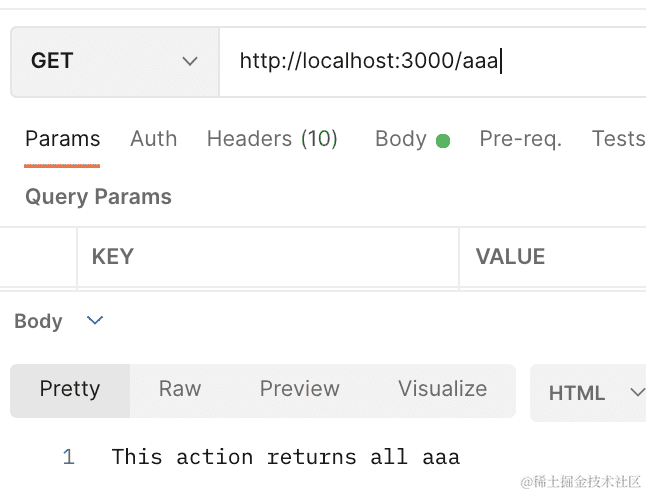 GET http://localhost:3000/aaa
Params Auth Headers (10) Body Pre-req. Tests
Query Params
KEY VALUE
Body
Pretty Raw Preview Visualize HTML
1 This action returns all aaa
@稀土掘金技术社区